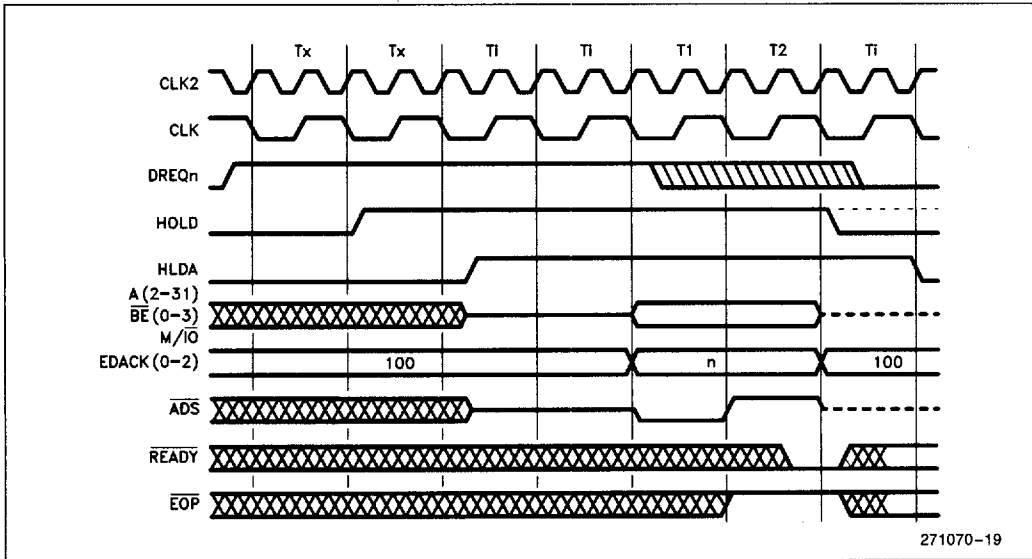 Tx Tx Ti Ti T1 T2 Ti
CLK2
CLK
DREQn
HOLD
HLDA
A(2-31)
BE(0-3)
M/IO
EDACK(0-2) 100 n 100
ADS
READY
EOP
271070-19